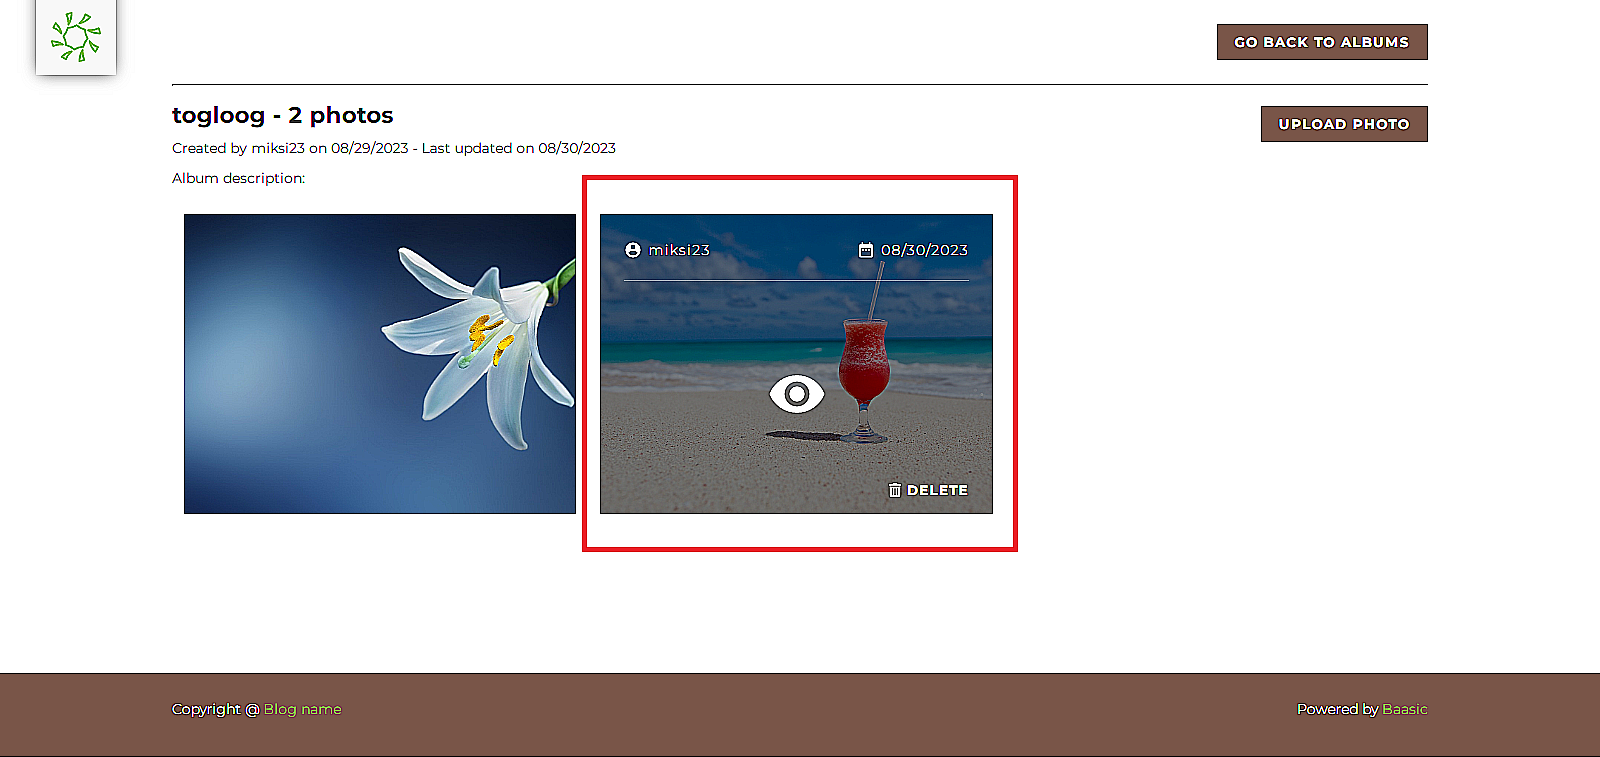 GO BACK TO ALBUMS
togloog - 2 photos
UPLOAD PHOTO
Created by miksi23 on 08/29/2023 - Last updated on 08/30/2023
Album description:
miksi23 08/30/2023
DELETE
Copyright @ Blog name Powered by Baasic